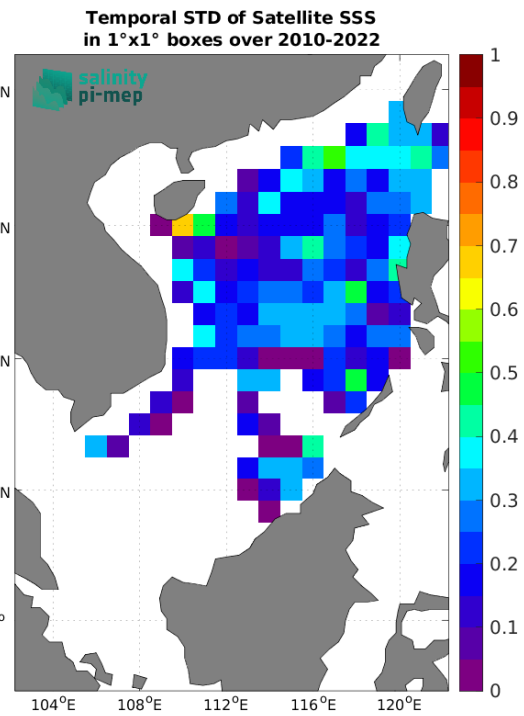 Temporal STD of Satellite SSS
in 1°x1° boxes over 2010-2022
salinity
pi-mep
N
N
N
N
°
104°E 108°E 112°E 116°E 120°E
1
0.9
0.8
0.7
0.6
0.5
0.4
0.3
0.2
0.1
0